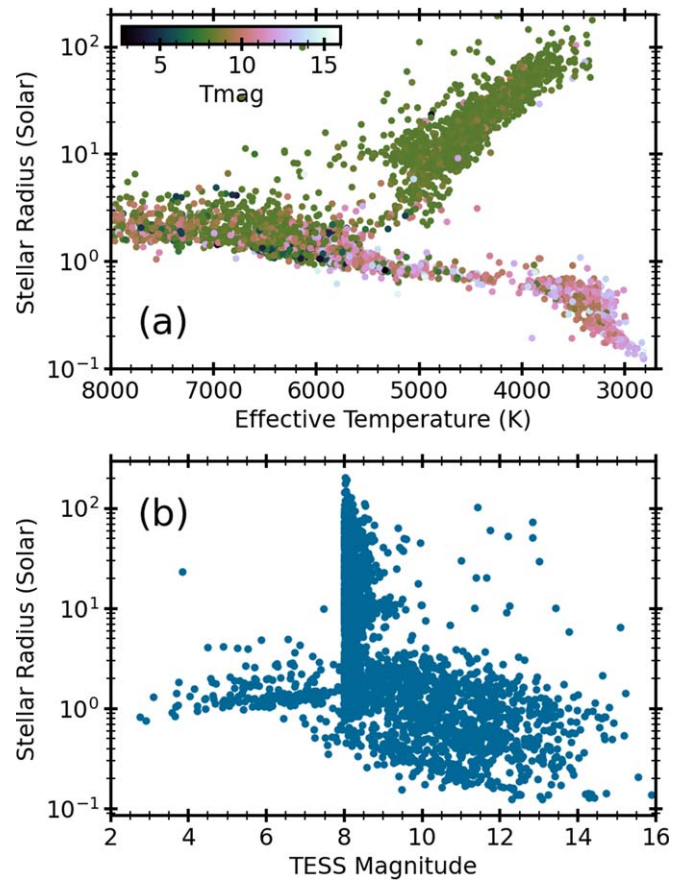 10²
5 10 15
Tmag
10¹
10⁰
10⁻¹
Stellar Radius (Solar)
(a)
8000 7000 6000 5000 4000 3000
Effective Temperature (K)
(b)
10²
10¹
10⁰
10⁻¹
Stellar Radius (Solar)
2 4 6 8 10 12 14 16
TESS Magnitude